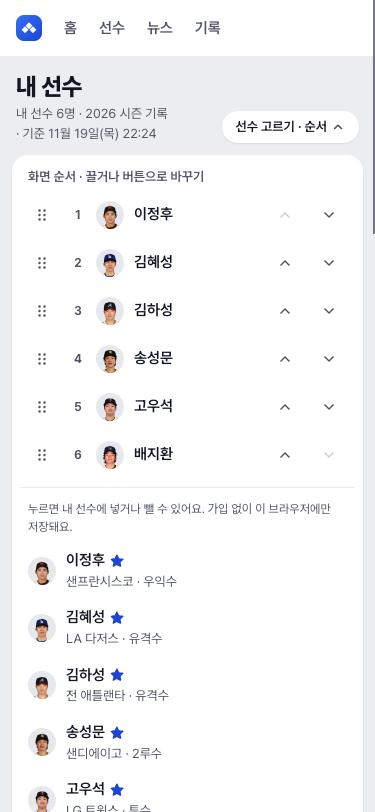 홈 선수 뉴스 기록
내 선수
내 선수 6명 · 2026 시즌 기록
· 기준 11월 19일(목) 22:24
선수 고르기 · 순서
화면 순서 · 끌거나 버튼으로 바꾸기
1 이정후
2 김혜성
3 김하성
4 송성문
5 고우석
6 배지환
누르면 내 선수에 넣거나 뺄 수 있어요. 가입 없이 이 브라우저에만
저장돼요.
이정후
샌프란시스코 · 우익수
김혜성
LA 다저스 · 유격수
김하성
전 애틀랜타 · 유격수
송성문
샌디에이고 · 2루수
고우석
LG 트윈스 · 투수